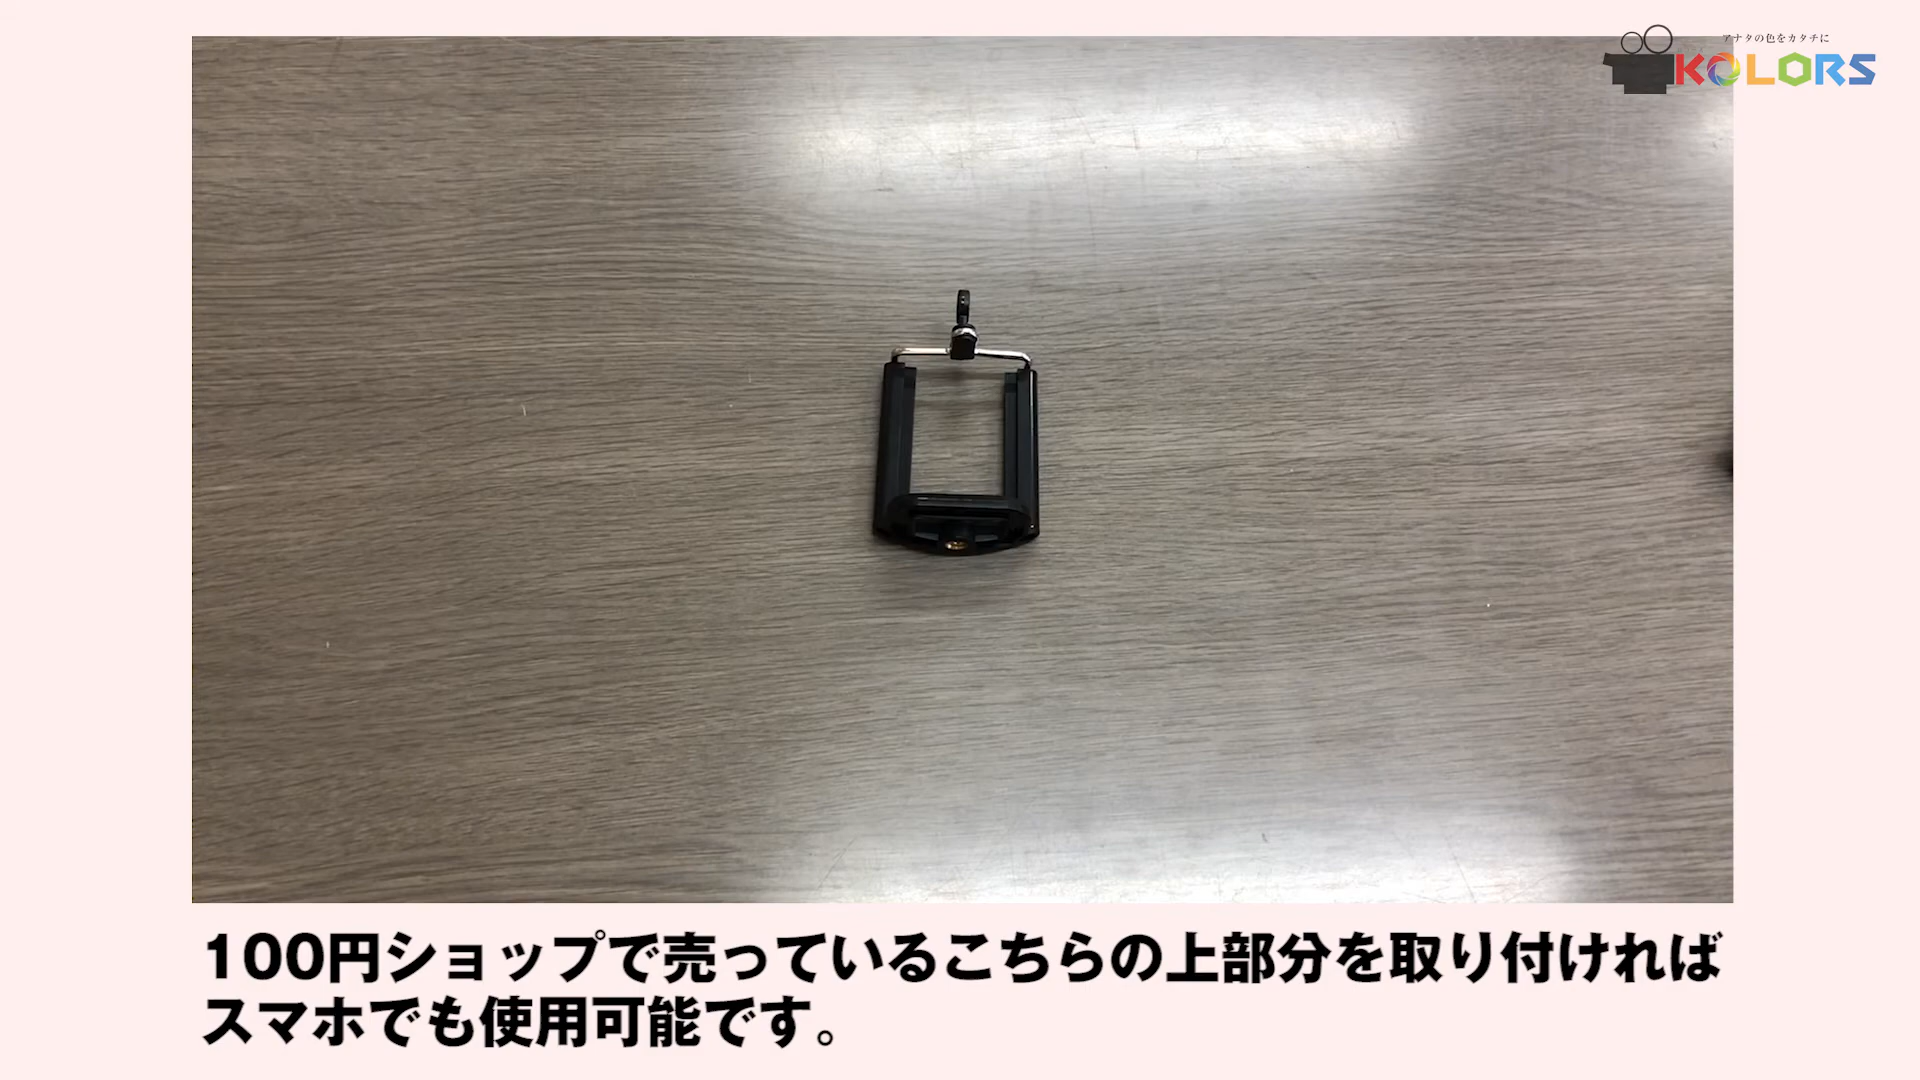 アナタの色をカタチに
KOLORS
100円ショップで売っているこちらの上部分を取り付ければ
スマホでも使用可能です。